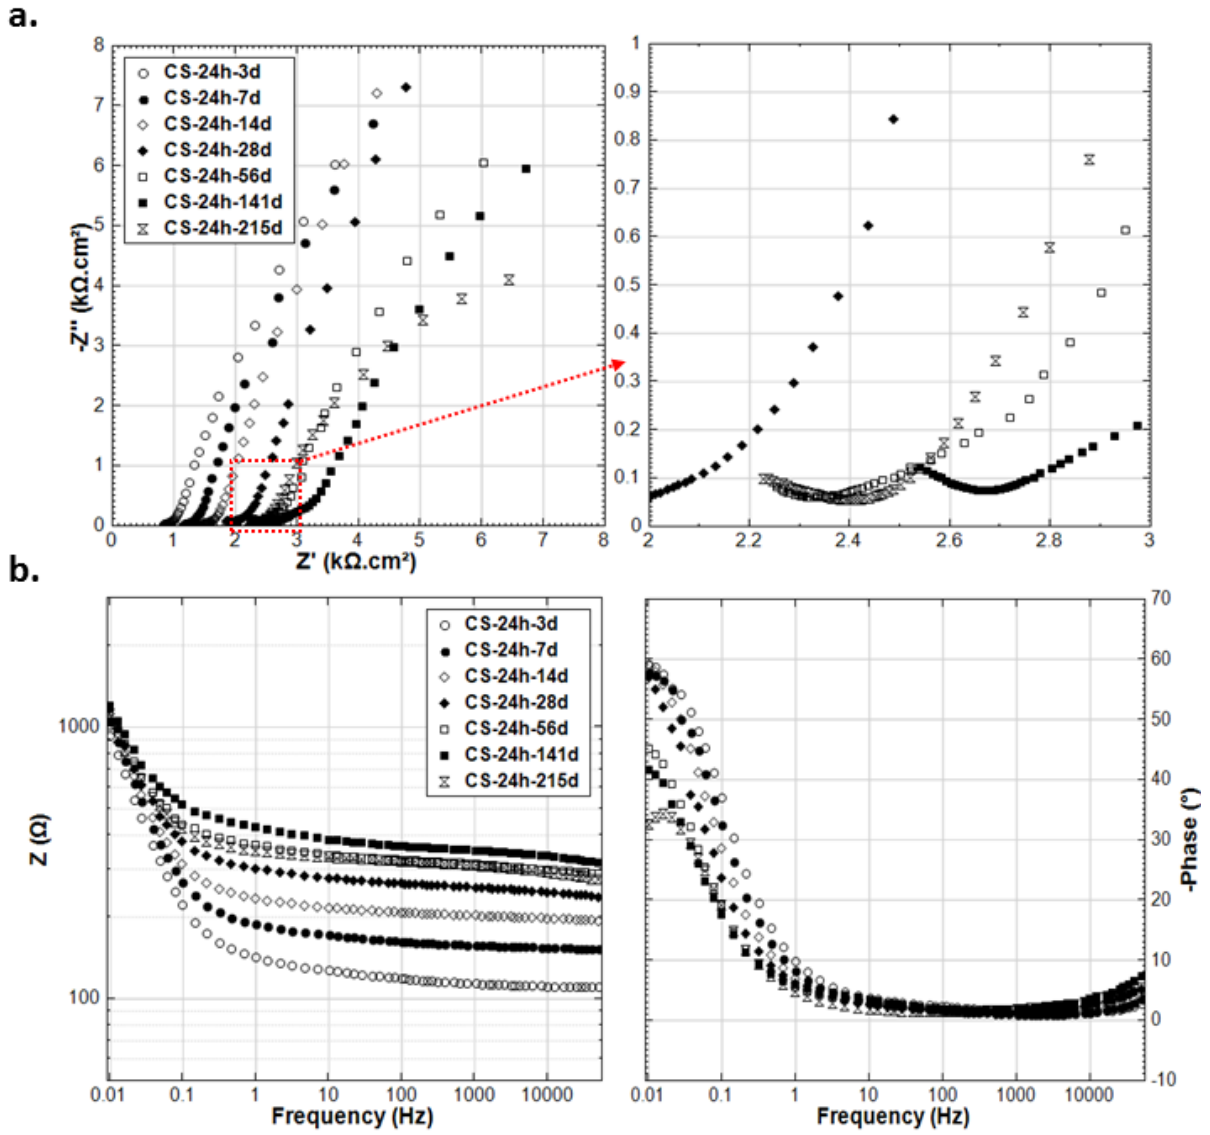 a.
8
7
6
5
4
3
2
1
0
-Z'' (kΩ.cm²)
CS-24h-3d
CS-24h-7d
CS-24h-14d
CS-24h-28d
CS-24h-56d
CS-24h-141d
CS-24h-215d
0 1 2 3 4 5 6 7 8
Z' (kΩ.cm²)
1
0.9
0.8
0.7
0.6
0.5
0.4
0.3
0.2
0.1
0
2 2.2 2.4 2.6 2.8 3
b.
1000
100
Z (Ω)
CS-24h-3d
CS-24h-7d
CS-24h-14d
CS-24h-28d
CS-24h-56d
CS-24h-141d
CS-24h-215d
0.01 0.1 1 10 100 1000 10000
Frequency (Hz)
70
60
50
40
30
20
10
0
-10
-Phase (°)
0.01 0.1 1 10 100 1000 10000
Frequency (Hz)